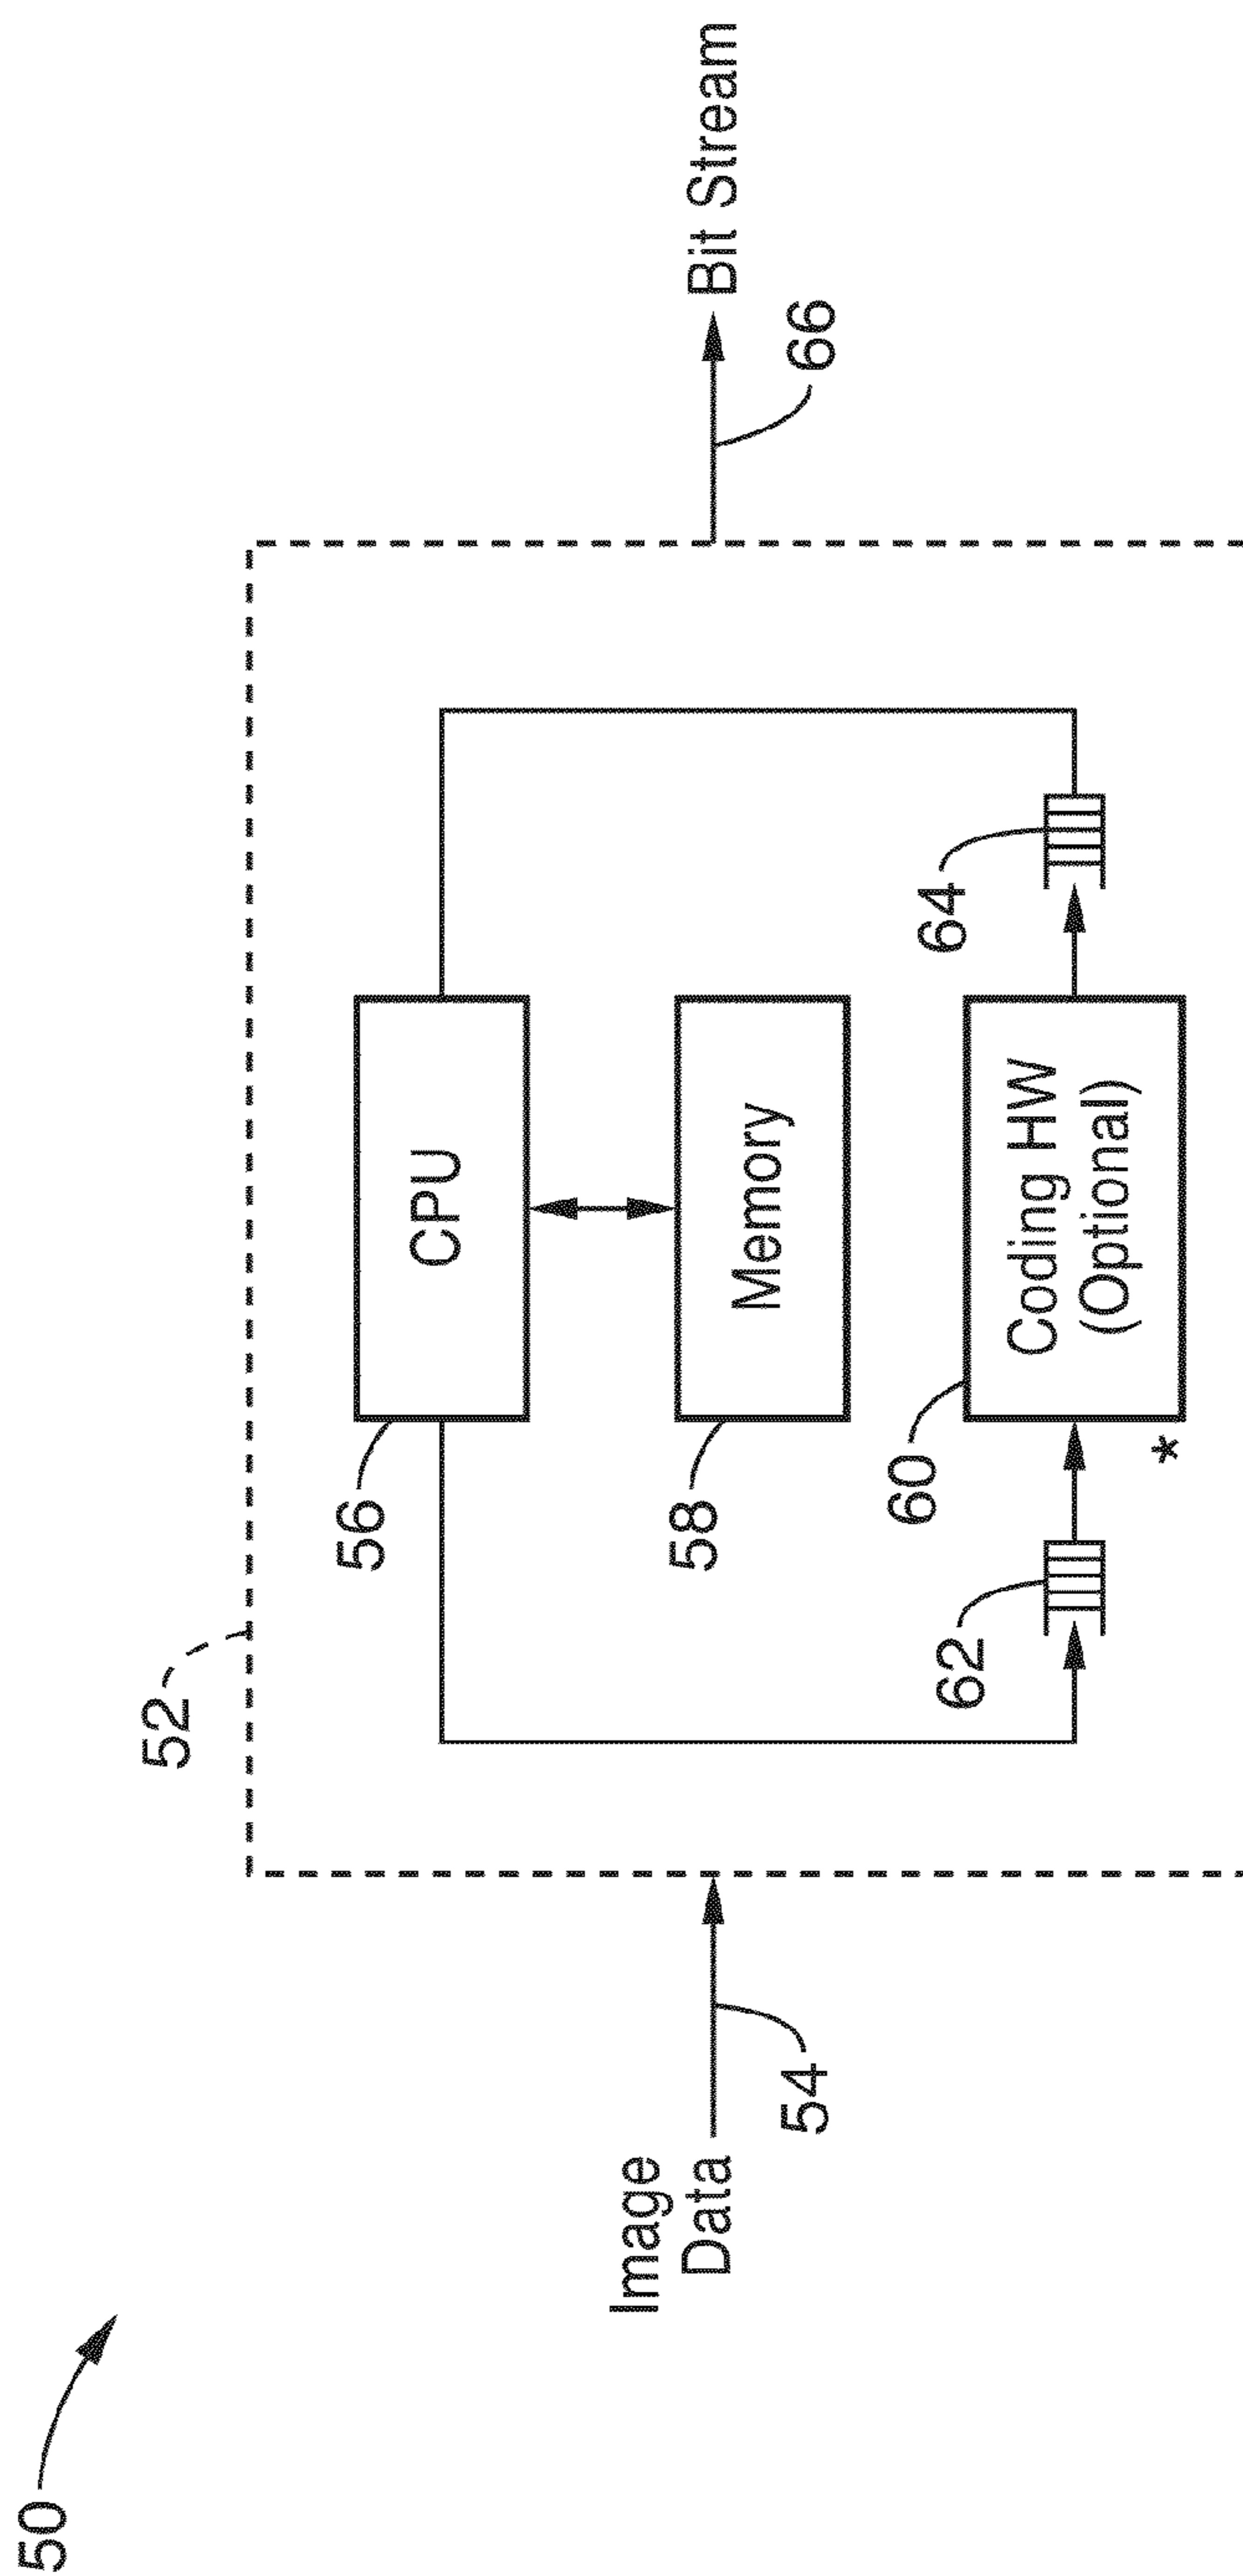 50
52
Image
Data
54
56
CPU
58
Memory
60
Coding HW
(Optional)
*
62
64
66
Bit Stream